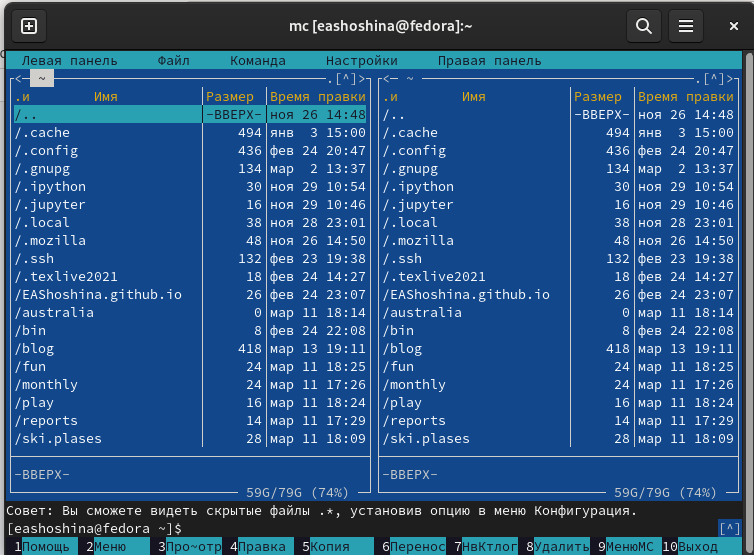 mc [eashoshina@fedora]:~
Левая панель Файл Команда Настройки Правая панель
<— ~ .[^]> <— ~ .[^]>
.и Имя Размер Время правки .и Имя Размер Время правки
/.. -ВВЕРХ- ноя 26 14:48 /.. -ВВЕРХ- ноя 26 14:48
/.cache 494 янв 3 15:00 /.cache 494 янв 3 15:00
/.config 436 фев 24 20:47 /.config 436 фев 24 20:47
/.gnupg 134 мар 2 13:37 /.gnupg 134 мар 2 13:37
/.ipython 30 ноя 29 10:54 /.ipython 30 ноя 29 10:54
/.jupyter 16 ноя 29 10:46 /.jupyter 16 ноя 29 10:46
/.local 38 ноя 28 23:01 /.local 38 ноя 28 23:01
/.mozilla 48 ноя 26 14:50 /.mozilla 48 ноя 26 14:50
/.ssh 132 фев 23 19:38 /.ssh 132 фев 23 19:38
/.texlive2021 18 фев 24 14:27 /.texlive2021 18 фев 24 14:27
/EAShoshina.github.io 26 фев 24 23:07 /EAShoshina.github.io 26 фев 24 23:07
/australia 0 мар 11 18:14 /australia 0 мар 11 18:14
/bin 8 фев 24 22:08 /bin 8 фев 24 22:08
/blog 418 мар 13 19:11 /blog 418 мар 13 19:11
/fun 24 мар 11 18:25 /fun 24 мар 11 18:25
/monthly 24 мар 11 17:26 /monthly 24 мар 11 17:26
/play 16 мар 11 18:24 /play 16 мар 11 18:24
/reports 14 мар 11 17:29 /reports 14 мар 11 17:29
/ski.plases 28 мар 11 18:09 /ski.plases 28 мар 11 18:09
-ВВЕРХ- -ВВЕРХ-
59G/79G (74%) 59G/79G (74%)
Совет: Вы сможете видеть скрытые файлы .*, установив опцию в меню Конфигурация.
[eashoshina@fedora ~]$ [^]
1Помощь 2Меню 3Про~отр 4Правка 5Копия 6Перенос 7НвКтлог 8Удалить 9МенюMC 10Выход